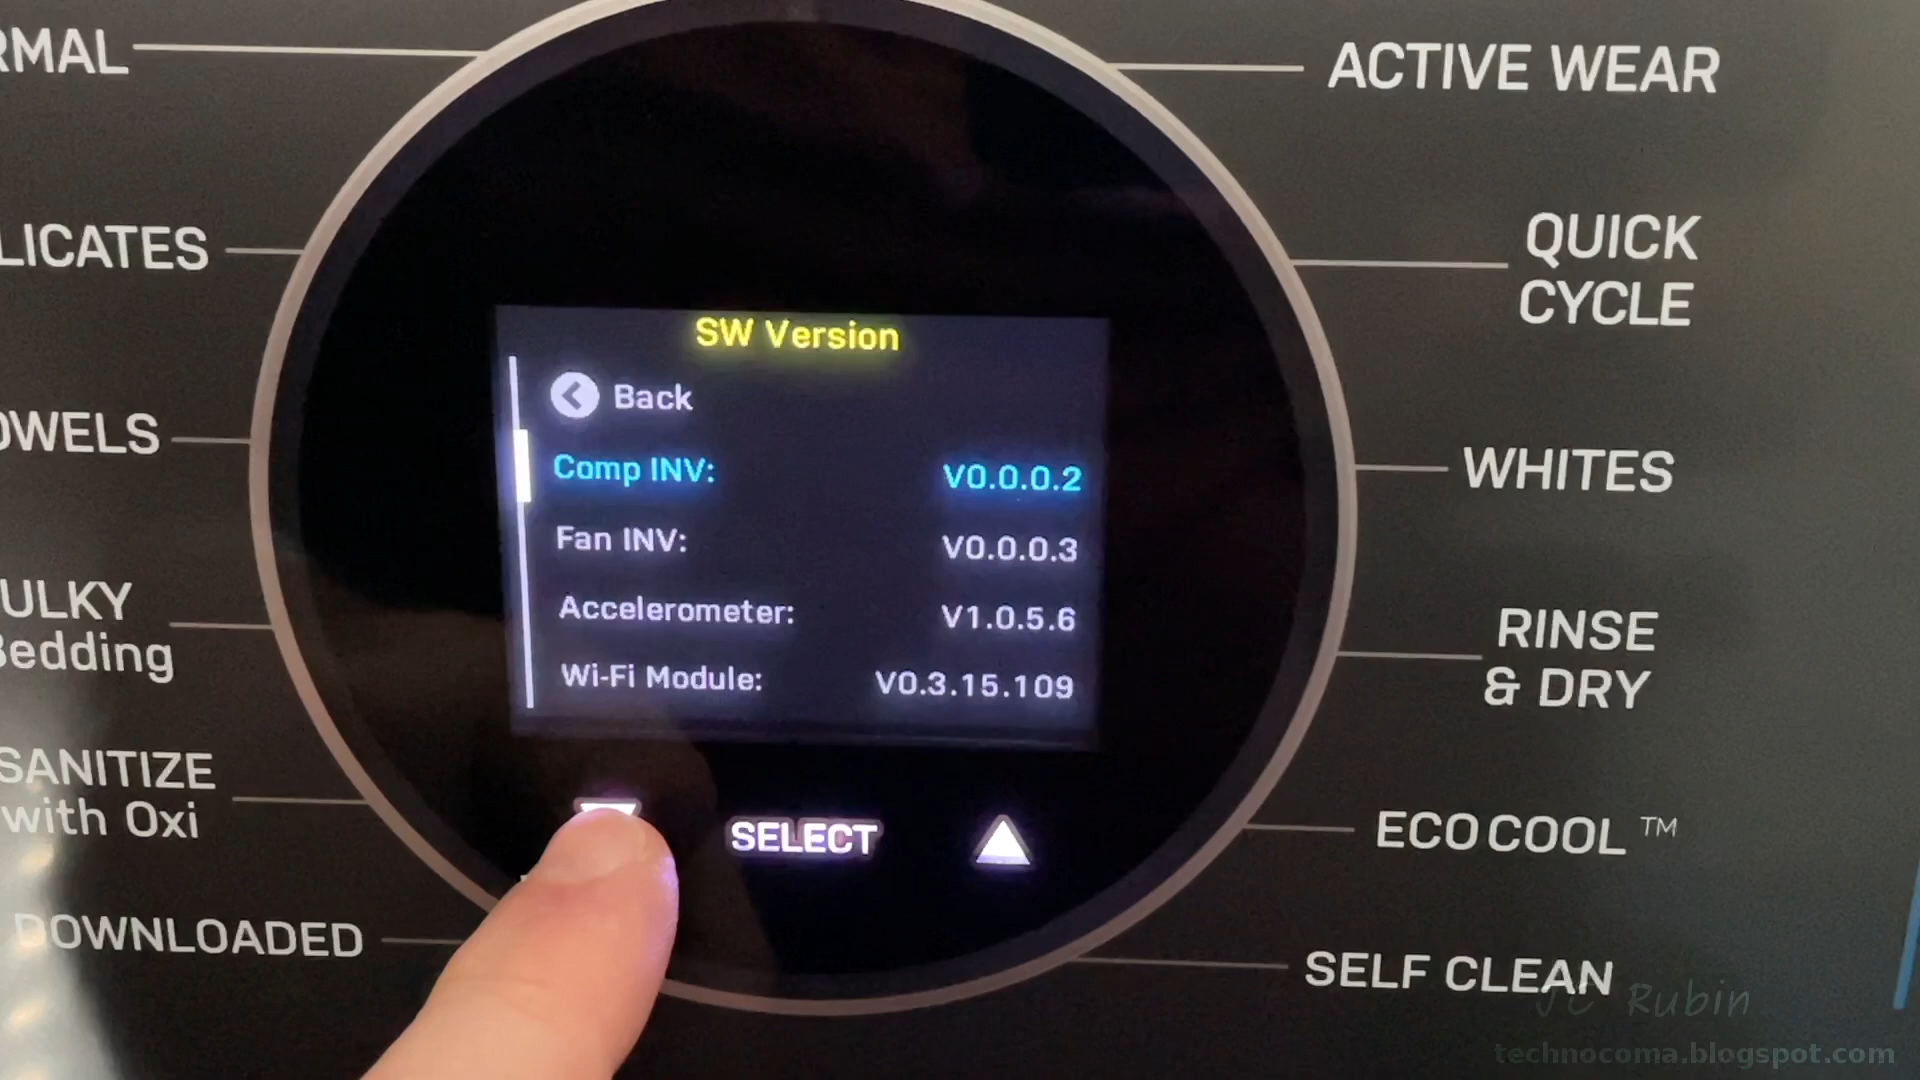 RMAL
LICATES
OWELS
ULKY
Bedding
SANITIZE
with Oxi
DOWNLOADED
SW Version
Back
Comp INV: V0.0.0.2
Fan INV: V0.0.0.3
Accelerometer: V1.0.5.6
Wi-Fi Module: V0.3.15.109
SELECT
ACTIVE WEAR
QUICK
CYCLE
WHITES
RINSE
& DRY
ECO COOL ™
SELF CLEAN
JC Rubin
technocoma.blogspot.com